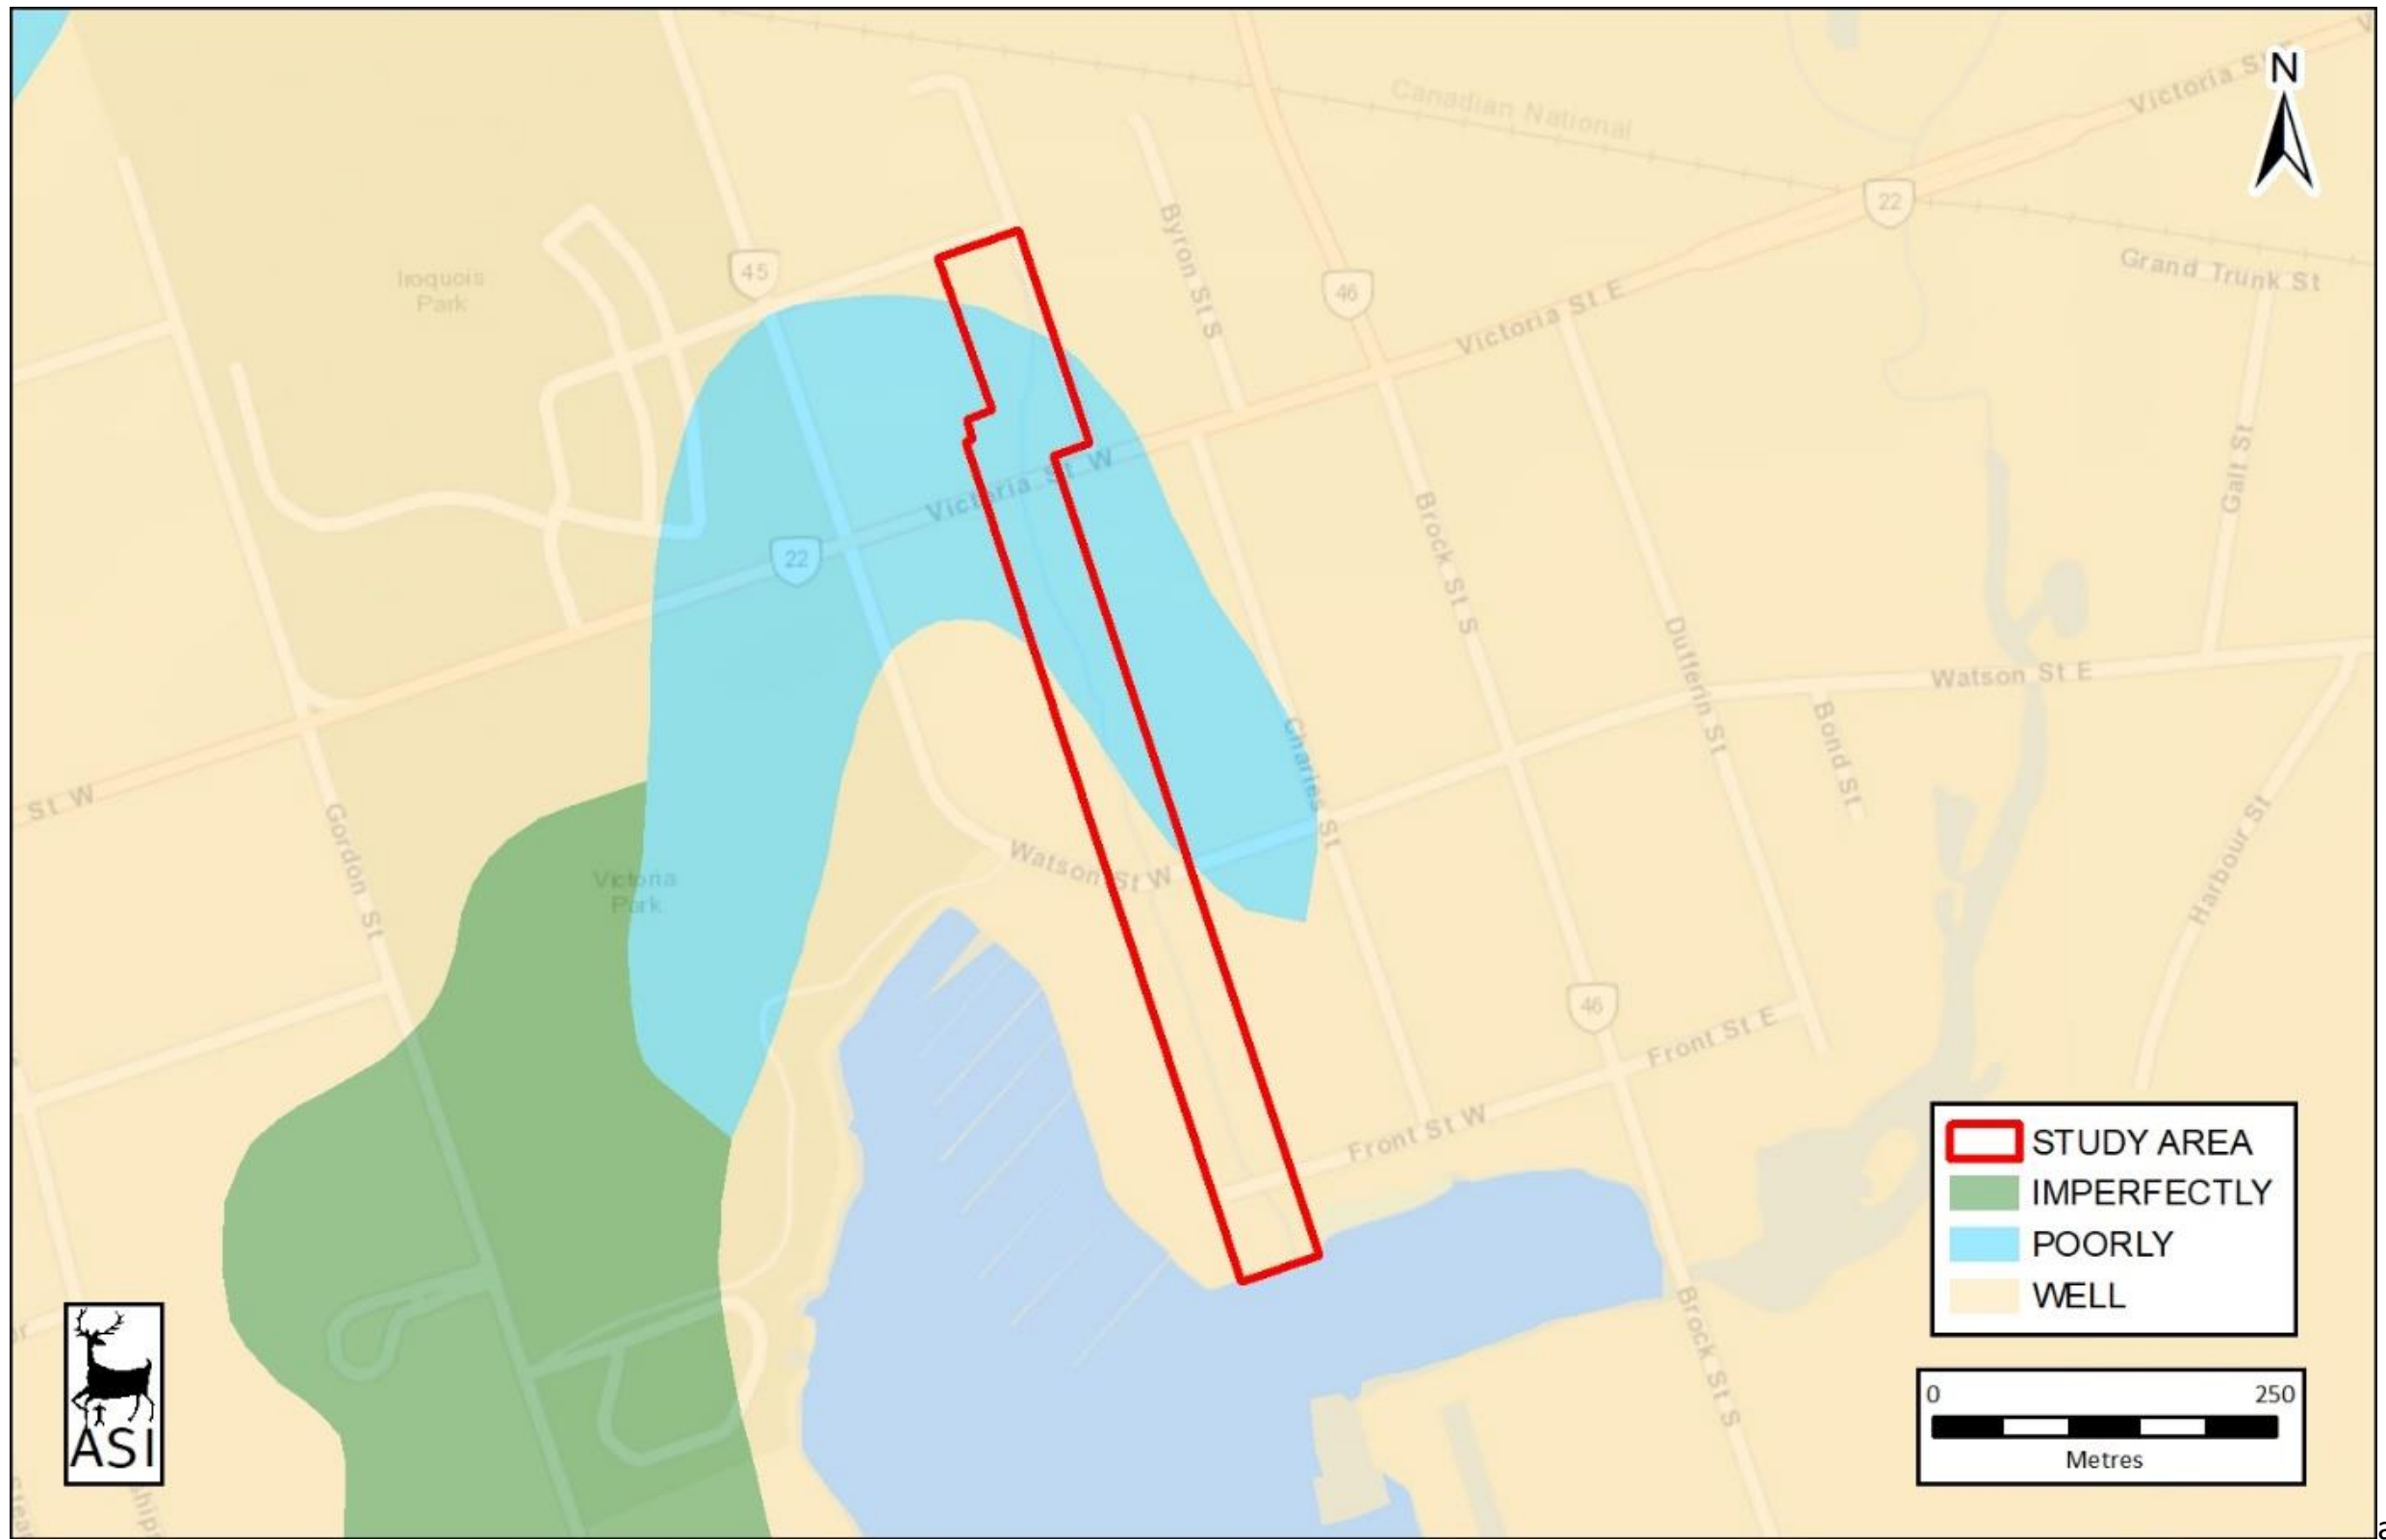 N
Canadian National
Victoria St E
22
Grand Trunk St
Byron St S
45
46
Iroquois
Park
Victoria St E
Galt St
Victoria St W
22
Brock St S
Dufferin St
Watson St E
Bond St
Charles St
St W
Gordon St
Victoria
Park
Watson St W
Harbour St
46
Front St E
Front St W
Brock St S
STUDY AREA
IMPERFECTLY
POORLY
WELL
0 250
Metres
ASI
a